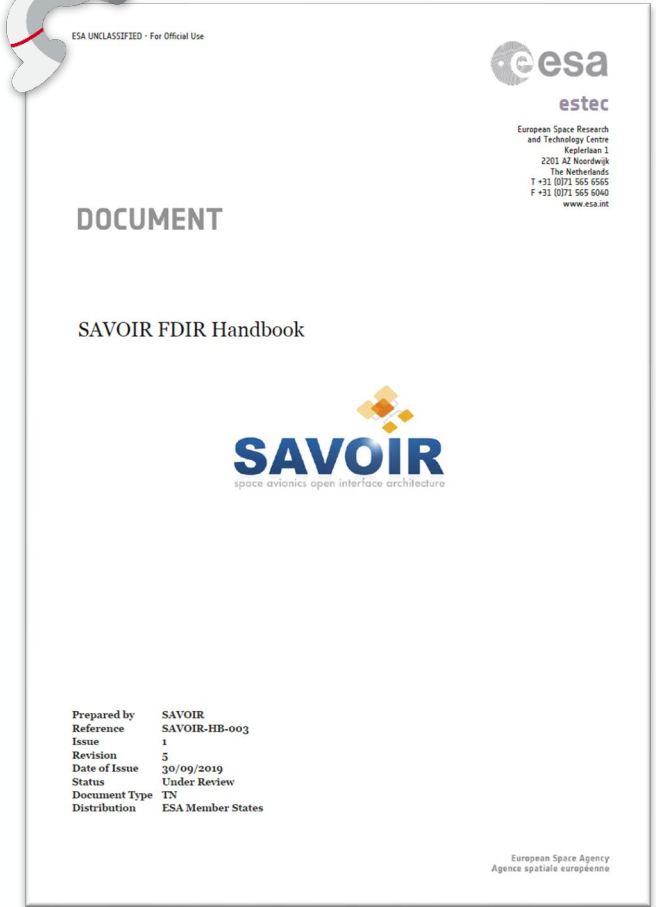 ESA UNCLASSIFIED - For Official Use
esa
estec
European Space Research
and Technology Centre
Keplerlaan 1
2201 AZ Noordwijk
The Netherlands
T +31 (0)71 565 6565
F +31 (0)71 565 6040
www.esa.int
DOCUMENT
SAVOIR FDIR Handbook
SAVOIR
space avionics open interface architecture
Prepared by SAVOIR
Reference SAVOIR-HB-003
Issue 1
Revision 5
Date of Issue 30/09/2019
Status Under Review
Document Type TN
Distribution ESA Member States
European Space Agency
Agence spatiale européenne